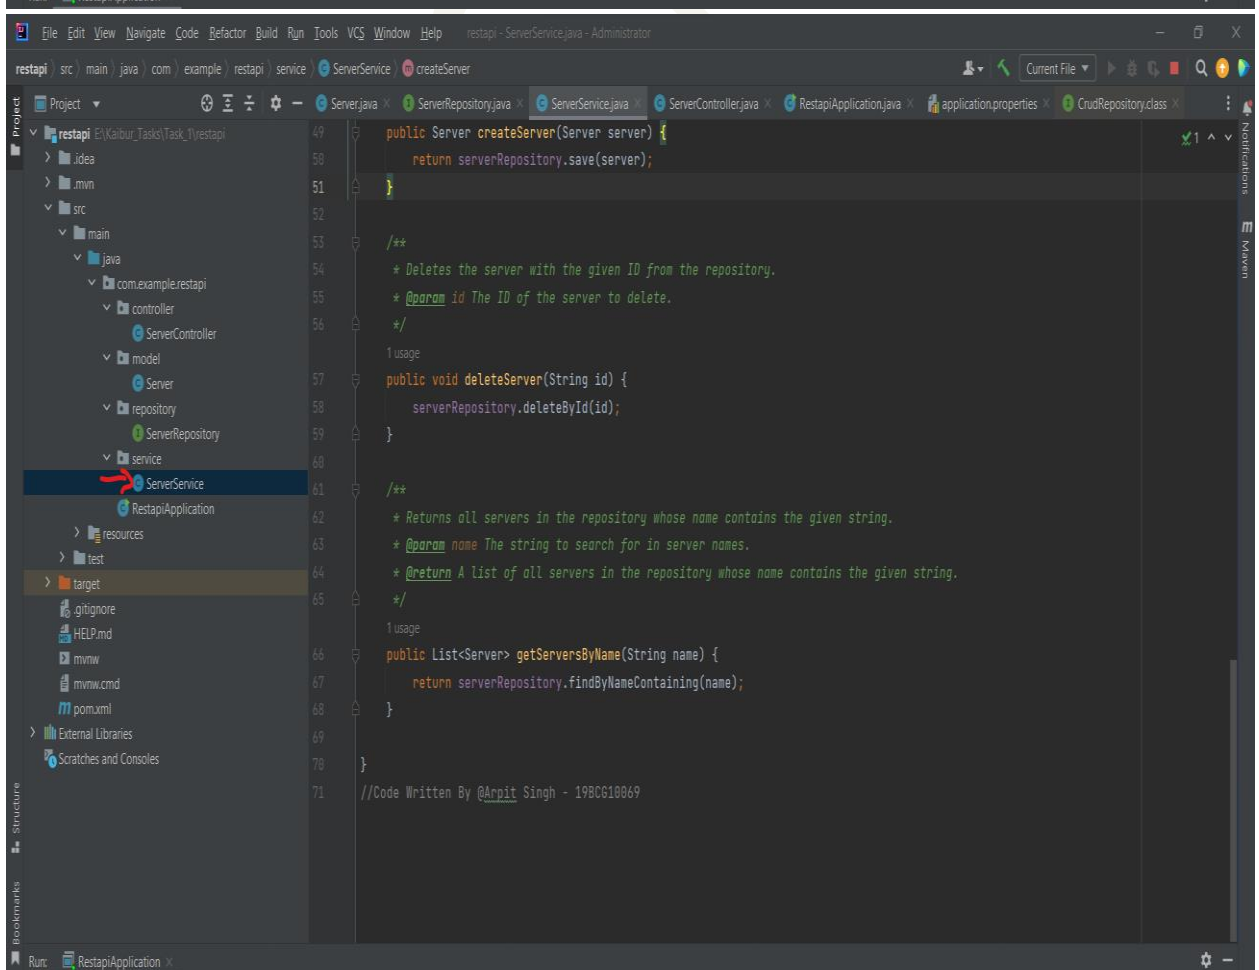 File Edit View Navigate Code Refactor Build Run Tools VCS Window Help restapi - ServerService.java - Administrator
restapi src main java com example restapi service ServerService createServer Current File
Project Server.java ServerRepository.java ServerService.java ServerController.java RestapiApplication.java application.properties CrudRepository.class
Project
restapi E:\Kaibur_Tasks\Task_1\restapi
.idea
.mvn
src
main
java
com.example.restapi
controller
ServerController
model
Server
repository
ServerRepository
service
ServerService
RestapiApplication
resources
test
target
.gitignore
HELP.md
mvnw
mvnw.cmd
pom.xml
External Libraries
Scratches and Consoles
Structure
Bookmarks
49 public Server createServer(Server server) {
50 return serverRepository.save(server);
51 }
52
53 /**
54 * Deletes the server with the given ID from the repository.
55 * @param id The ID of the server to delete.
56 */
1 usage
57 public void deleteServer(String id) {
58 serverRepository.deleteById(id);
59 }
60
61 /**
62 * Returns all servers in the repository whose name contains the given string.
63 * @param name The string to search for in server names.
64 * @return A list of all servers in the repository whose name contains the given string.
65 */
1 usage
66 public List<Server> getServersByName(String name) {
67 return serverRepository.findByNameContaining(name);
68 }
69
70 }
71 //Code Written By @Arpit Singh - 19BCG10069
1
Notifications
m Maven
Run: RestapiApplication